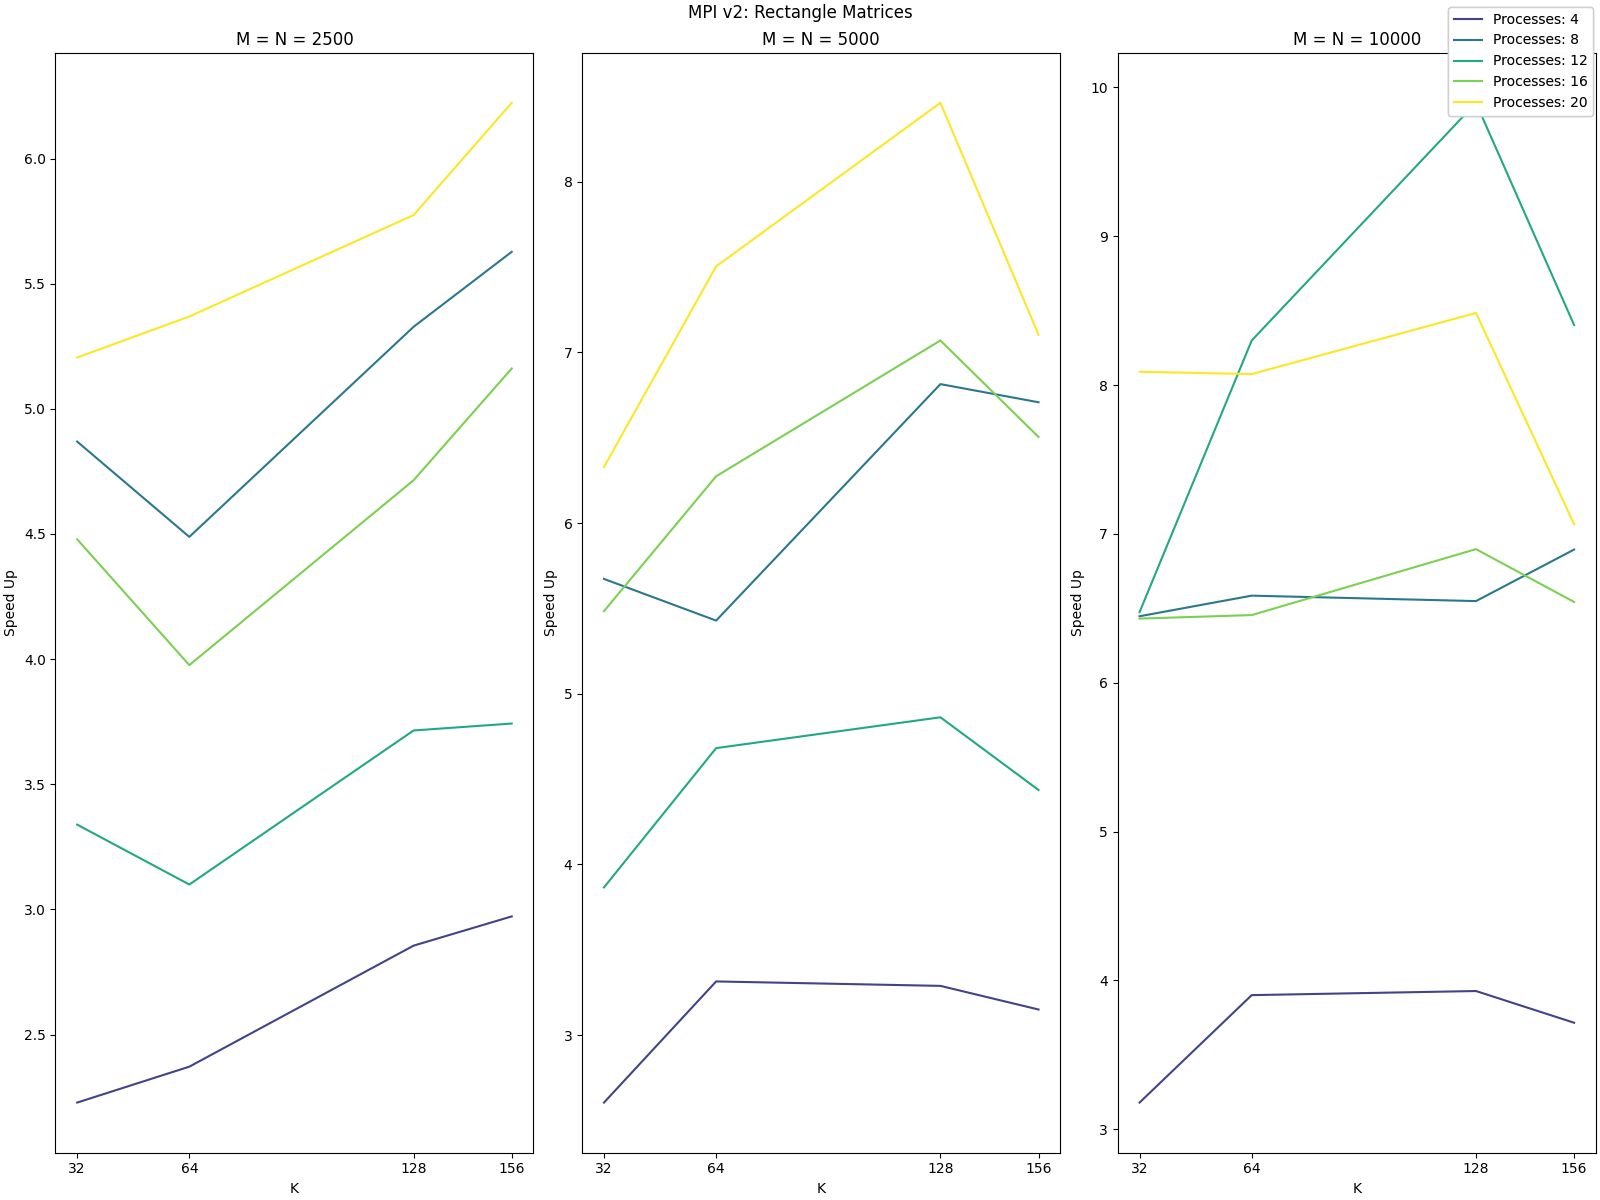 MPI v2: Rectangle Matrices
M = N = 2500
6.0
5.5
5.0
4.5
4.0
3.5
3.0
2.5
Speed Up
32
64
128
156
K
M = N = 5000
8
7
6
5
4
3
Speed Up
32
64
128
156
K
M = N = 10000
10
9
8
7
6
5
4
3
Speed Up
32
64
128
156
K
Processes: 4
Processes: 8
Processes: 12
Processes: 16
Processes: 20